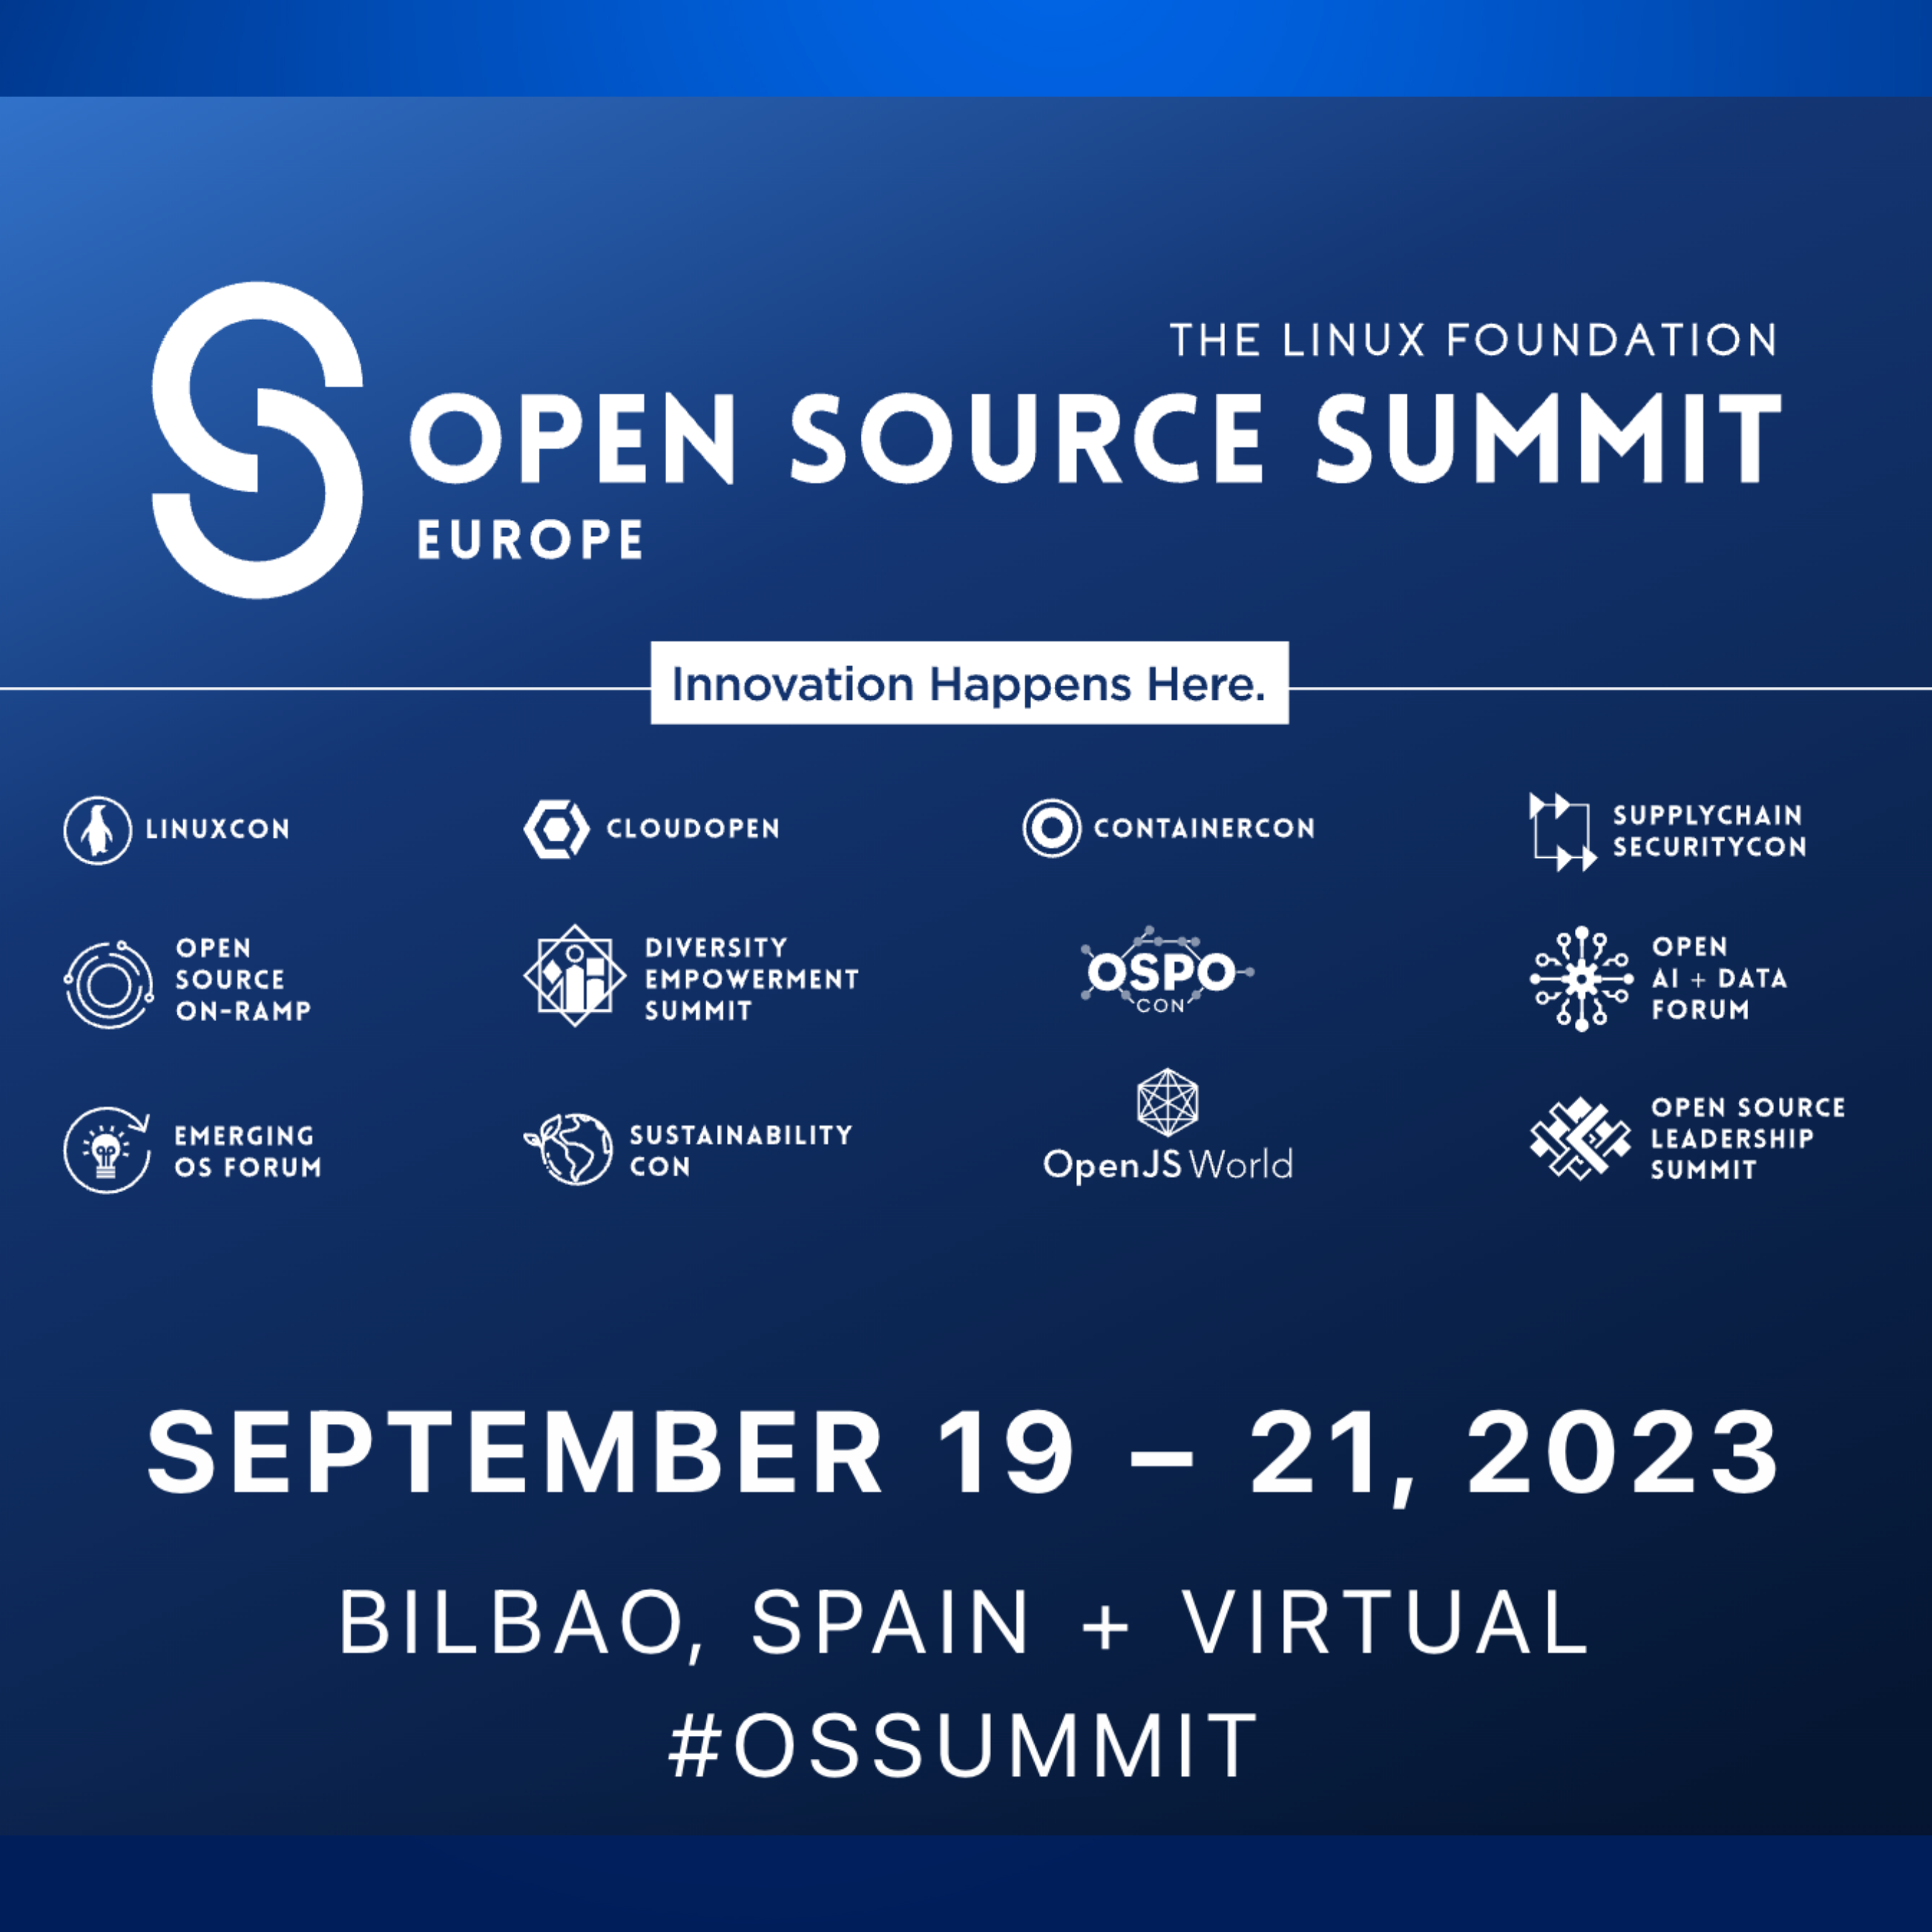 THE LINUX FOUNDATION
OPEN SOURCE SUMMIT
EUROPE
Innovation Happens Here.
LINUXCON
CLOUDOPEN
CONTAINERCON
SUPPLYCHAIN
SECURITYCON
OPEN
SOURCE
ON-RAMP
DIVERSITY
EMPOWERMENT
SUMMIT
OSPO
CON
OPEN
AI + DATA
FORUM
EMERGING
OS FORUM
SUSTAINABILITY
CON
OpenJS World
OPEN SOURCE
LEADERSHIP
SUMMIT
SEPTEMBER 19 – 21, 2023
BILBAO, SPAIN + VIRTUAL
#OSSUMMIT